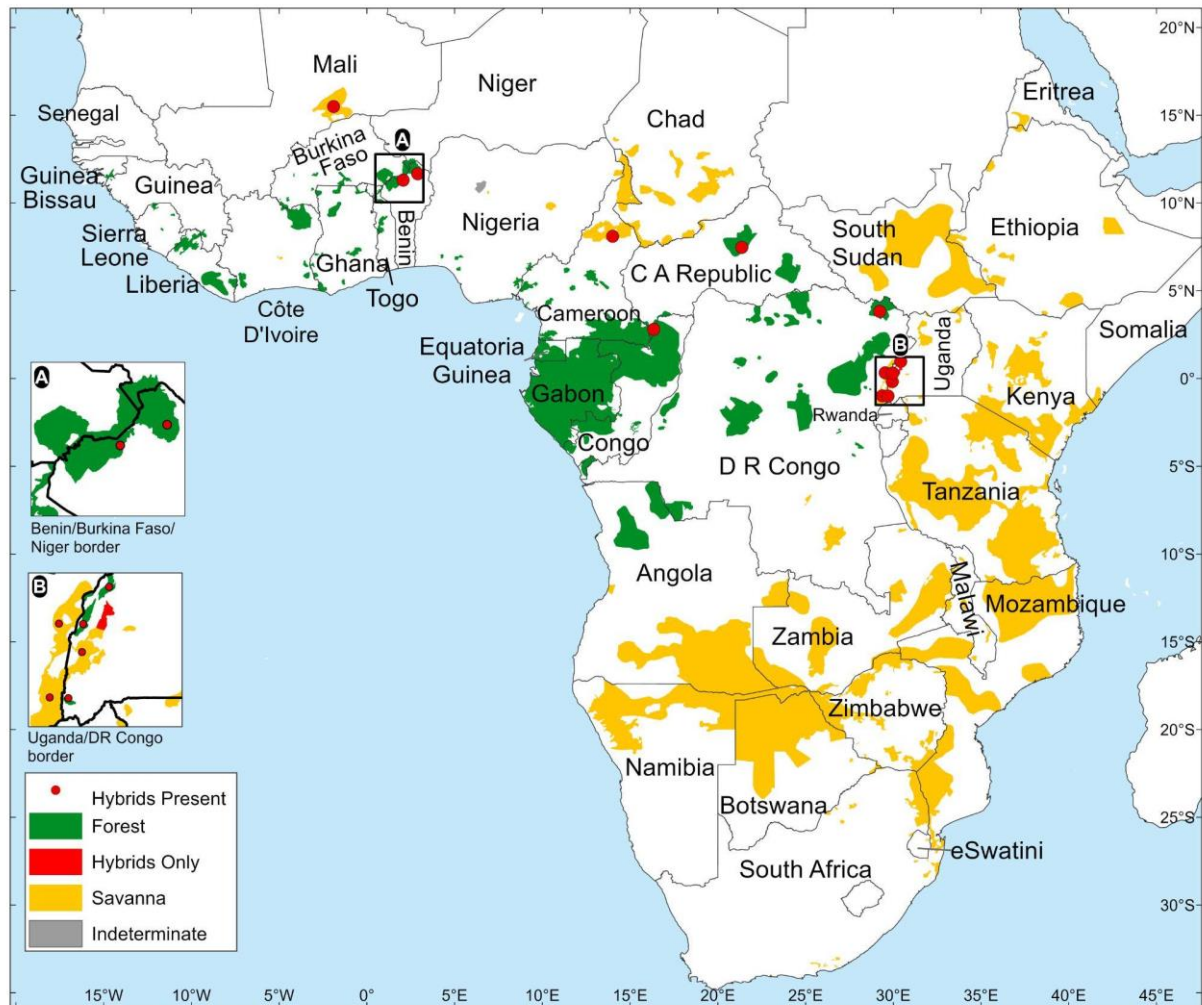 20°N
Mali
Niger
Eritrea
Senegal
Chad
15°N
Burkina
Faso
A
Guinea
Bissau
Guinea
Nigeria
Benin
10°N
Ethiopia
South
Sudan
Sierra
Leone
Ghana
C A Republic
Liberia
Togo
5°N
Côte
D'Ivoire
Cameroon
Somalia
Equatoria
Guinea
B
Uganda
Gabon
Kenya
0°
Rwanda
Congo
D R Congo
5°S
Tanzania
10°S
Angola
Malawi
Mozambique
Zambia
15°S
Zimbabwe
20°S
Namibia
Botswana
25°S
eSwatini
South Africa
30°S
A
Benin/Burkina Faso/
Niger border
B
Uganda/DR Congo
border
Hybrids Present
Forest
Hybrids Only
Savanna
Indeterminate
15°W 10°W 5°W 0° 5°E 10°E 15°E 20°E 25°E 30°E 35°E 40°E 45°E